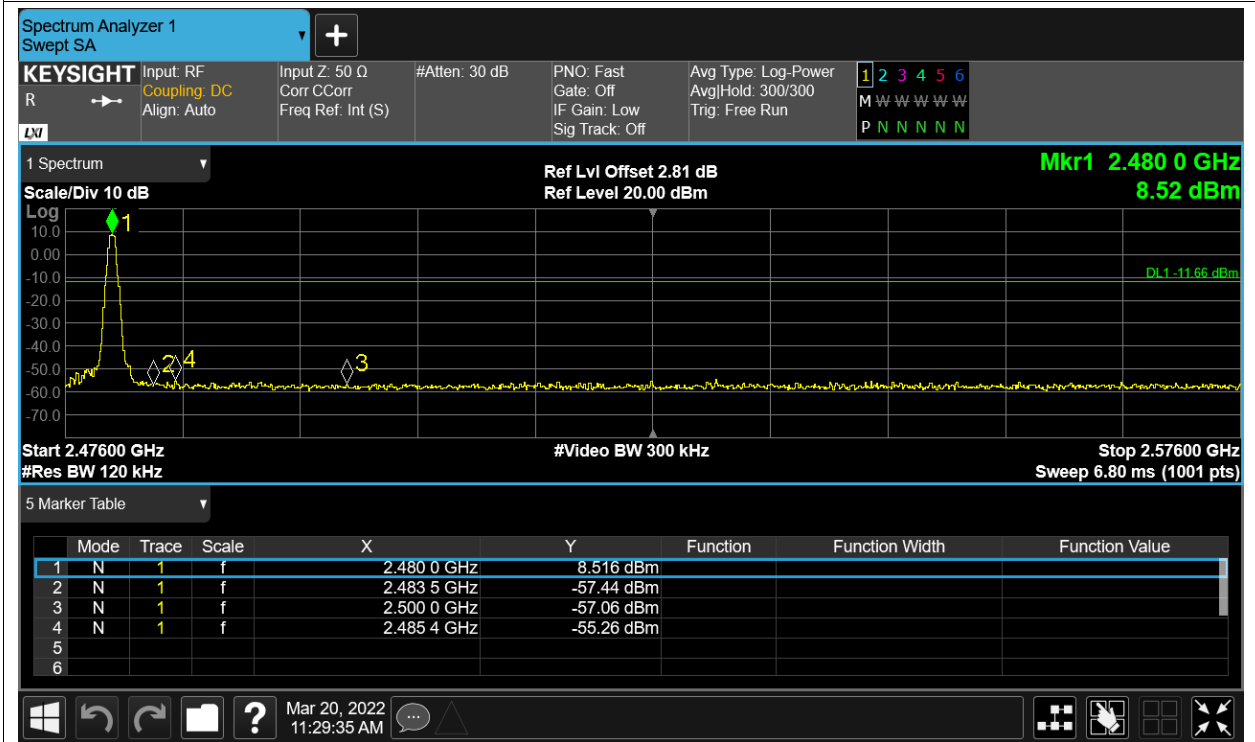 Spectrum Analyzer 1
Swept SA
+
KEYSIGHT Input: RF Input Z: 50 Ω #Atten: 30 dB PNO: Fast Avg Type: Log-Power 1 2 3 4 5 6
R Coupling: DC Corr CCorr Gate: Off Avg|Hold: 300/300 M W W W W W W
Align: Auto Freq Ref: Int (S) IF Gain: Low Trig: Free Run
LXI Sig Track: Off P N N N N N N
1 Spectrum Ref Lvl Offset 2.81 dB Mkr1 2.480 0 GHz
Scale/Div 10 dB Ref Level 20.00 dBm 8.52 dBm
Log
1
10.0
0.00
-10.0 DL1 -11.66 dBm
-20.0
-30.0
-40.0
2 4 3
-50.0
-60.0
-70.0
Start 2.47600 GHz #Video BW 300 kHz Stop 2.57600 GHz
#Res BW 120 kHz Sweep 6.80 ms (1001 pts)
5 Marker Table
Mode Trace Scale X Y Function Function Width Function Value
1 N 1 f 2.480 0 GHz 8.516 dBm
2 N 1 f 2.483 5 GHz -57.44 dBm
3 N 1 f 2.500 0 GHz -57.06 dBm
4 N 1 f 2.485 4 GHz -55.26 dBm
5
6
? Mar 20, 2022
11:29:35 AM